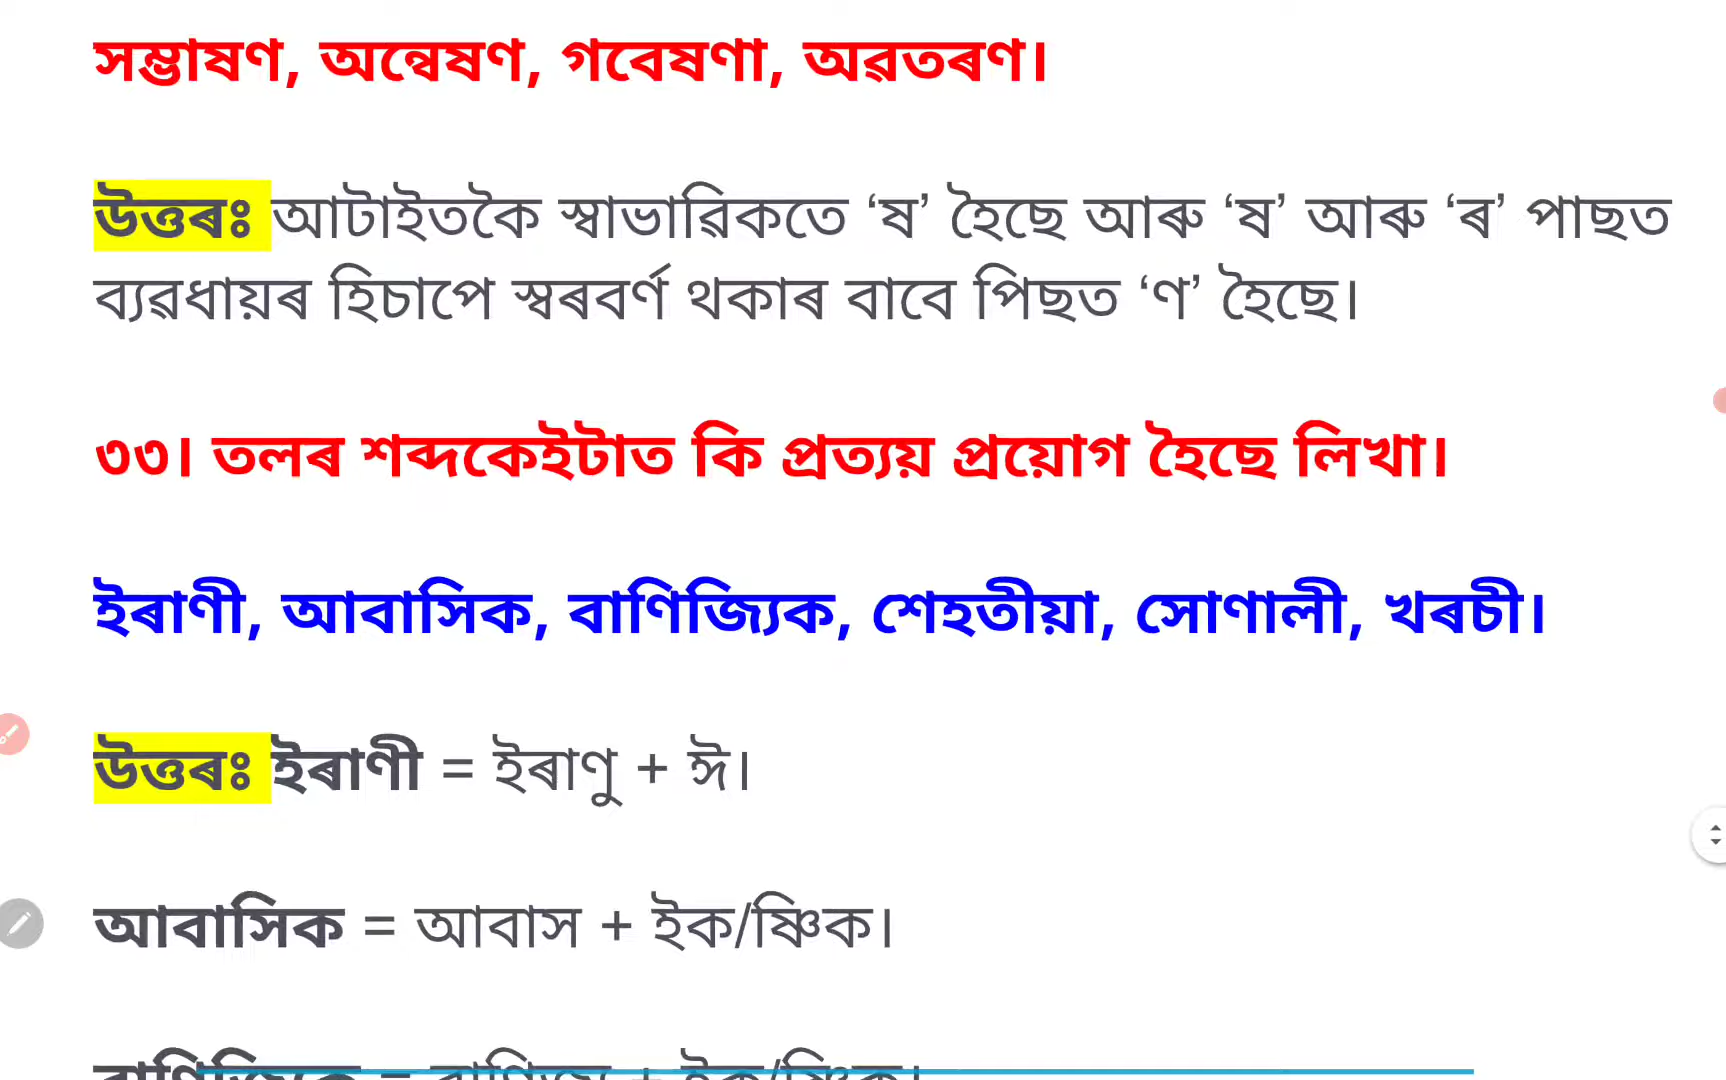 সম্ভাষণ, অন্বেষণ, গবেষণা, অৱতৰণ।
উত্তৰঃ আটাইতকৈ স্বাভাৱিকতে ‘ষ’ হৈছে আৰু ‘ষ’ আৰু ‘ৰ’ পাছত
ব্যৱধায়ৰ হিচাপে স্বৰবৰ্ণ থকাৰ বাবে পিছত ‘ণ’ হৈছে।
৩৩। তলৰ শব্দকেইটাত কি প্ৰত্যয় প্ৰয়োগ হৈছে লিখা।
ইৰাণী, আবাসিক, বাণিজ্যিক, শেহতীয়া, সোণালী, খৰচী।
উত্তৰঃ ইৰাণী = ইৰাণু + ঈ।
আবাসিক = আবাস + ইক/ষ্ণিক।